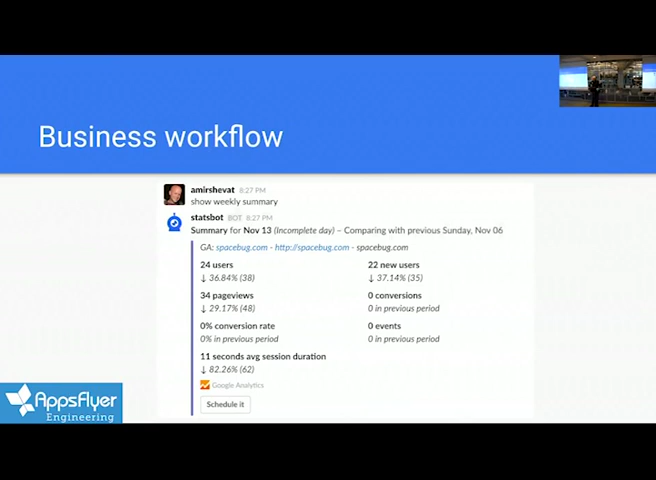 Business workflow
amirshevat 8:27 PM
show weekly summary
statsbot BOT 8:27 PM
Summary for Nov 13 (incomplete day) – Comparing with previous Sunday, Nov 06
GA: spacebug.com - http://spacebug.com - spacebug.com
24 users
↓ 36.84% (38)
22 new users
↓ 37.14% (35)
34 pageviews
↓ 29.17% (48)
0 conversions
0 in previous period
0% conversion rate
0% in previous period
0 events
0 in previous period
11 seconds avg session duration
↓ 82.26% (62)
Google Analytics
Schedule it
AppsFlyer
Engineering